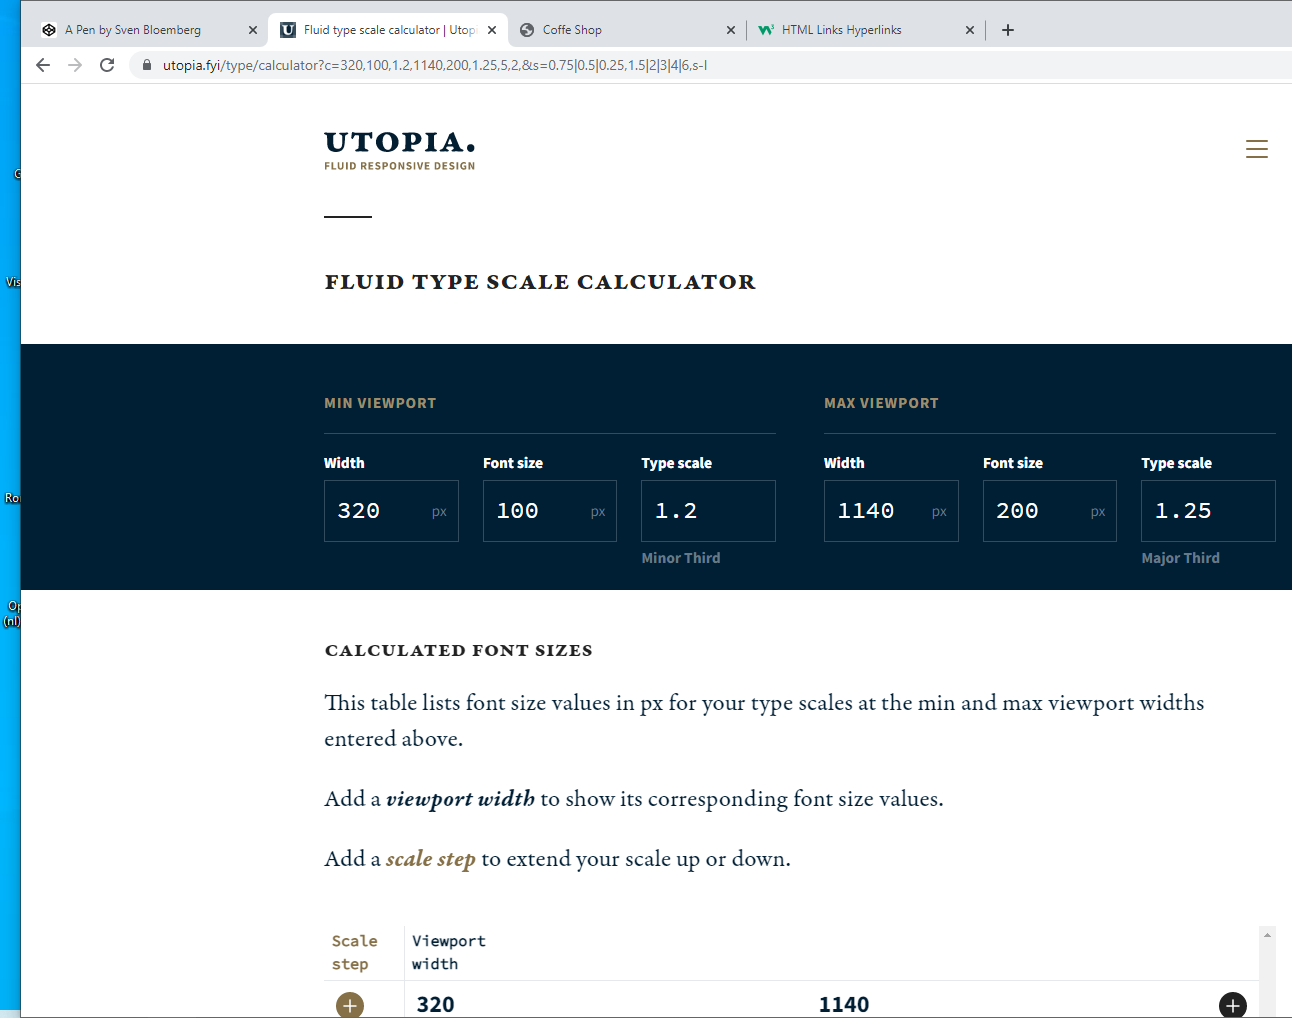 A Pen by Sven Bloemberg
Fluid type scale calculator | Utop
Coffe Shop
HTML Links Hyperlinks
utopia.fyi/type/calculator?c=320,100,1.2,1140,200,1.25,5,2,&s=0.75|0.5|0.25,1.5|2|3|4|6,s-l
UTOPIA.
FLUID RESPONSIVE DESIGN
FLUID TYPE SCALE CALCULATOR
MIN VIEWPORT
MAX VIEWPORT
Width Font size Type scale Width Font size Type scale
320 px 100 px 1.2 1140 px 200 px 1.25
Minor Third Major Third
CALCULATED FONT SIZES
This table lists font size values in px for your type scales at the min and max viewport widths
entered above.
Add a viewport width to show its corresponding font size values.
Add a scale step to extend your scale up or down.
Scale
step
Viewport
width
320 1140
G
Vis
Ror
Op
(nl)